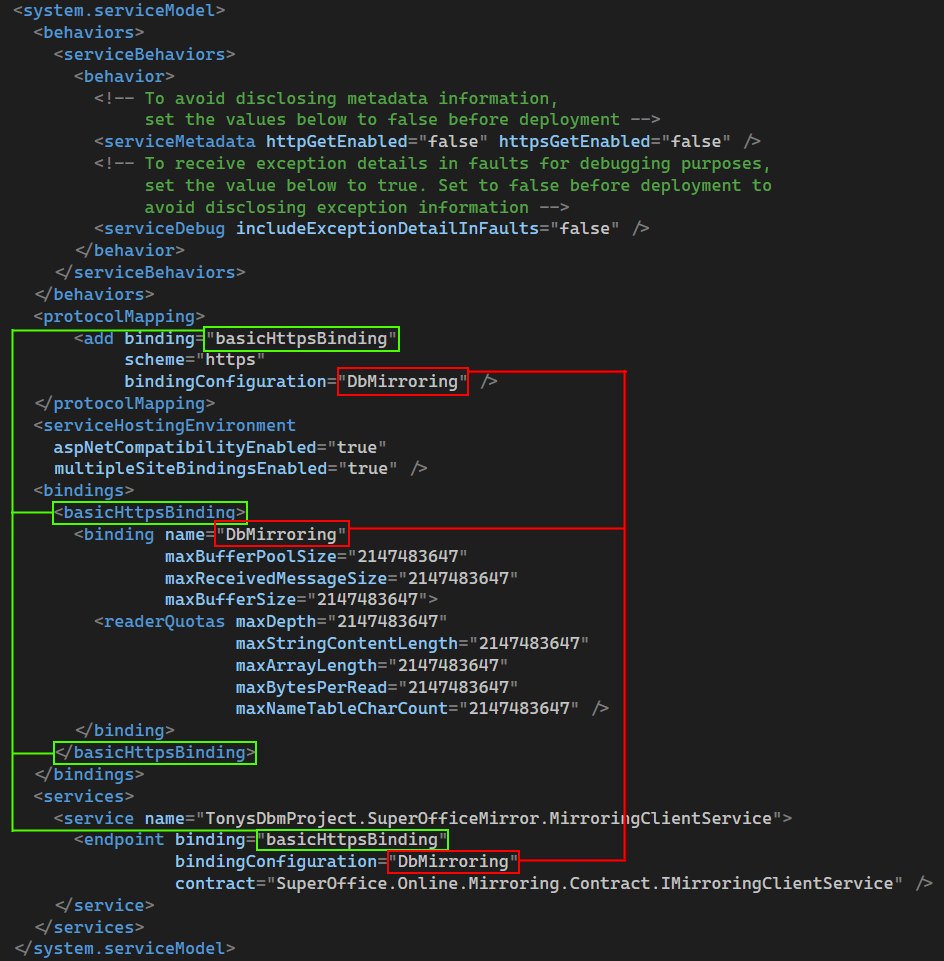 <system.serviceModel>
  <behaviors>
    <serviceBehaviors>
      <behavior>
        <!-- To avoid disclosing metadata information,
             set the values below to false before deployment -->
        <serviceMetadata httpGetEnabled="false" httpsGetEnabled="false" />
        <!-- To receive exception details in faults for debugging purposes,
             set the value below to true. Set to false before deployment to
             avoid disclosing exception information -->
        <serviceDebug includeExceptionDetailInFaults="false" />
      </behavior>
    </serviceBehaviors>
  </behaviors>
  <protocolMapping>
      <add binding="basicHttpsBinding"
           scheme="https"
           bindingConfiguration="DbMirroring" />
  </protocolMapping>
  <serviceHostingEnvironment
    aspNetCompatibilityEnabled="true"
    multipleSiteBindingsEnabled="true" />
  <bindings>
    <basicHttpsBinding>
      <binding name="DbMirroring"
               maxBufferPoolSize="2147483647"
               maxReceivedMessageSize="2147483647"
               maxBufferSize="2147483647">
        <readerQuotas maxDepth="2147483647"
                      maxStringContentLength="2147483647"
                      maxArrayLength="2147483647"
                      maxBytesPerRead="2147483647"
                      maxNameTableCharCount="2147483647" />
      </binding>
    </basicHttpsBinding>
  </bindings>
  <services>
    <service name="TonysDbmProject.SuperOfficeMirror.MirroringClientService">
      <endpoint binding="basicHttpsBinding"
                bindingConfiguration="DbMirroring"
                contract="SuperOffice.Online.Mirroring.Contract.IMirroringClientService" />
    </service>
  </services>
</system.serviceModel>